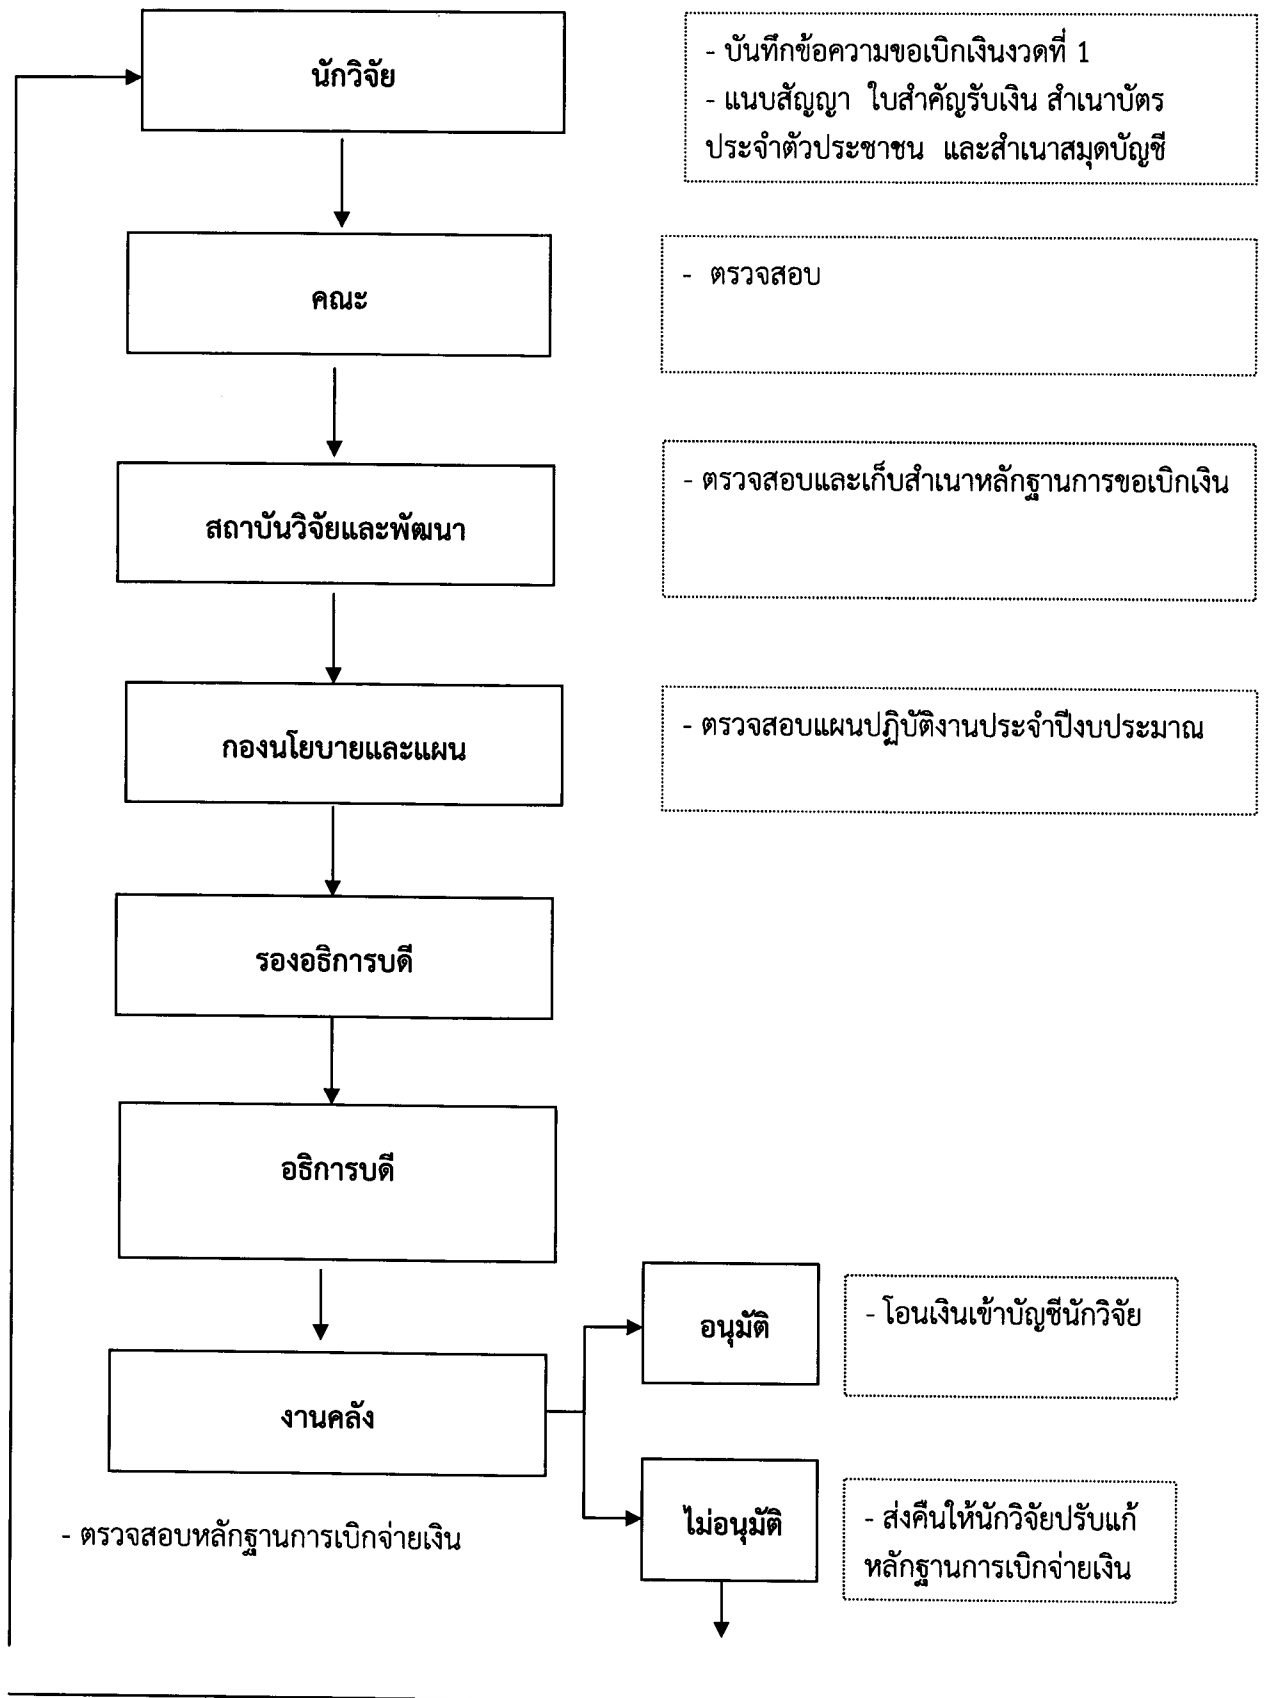 นักวิจัย
- บันทึกข้อความขอเบิกเงินงวดที่ 1
- แนบสัญญา ใบสำคัญรับเงิน สำเนาบัตร
ประจำตัวประชาชน และสำเนาสมุดบัญชี
คณะ
- ตรวจสอบ
สถาบันวิจัยและพัฒนา
- ตรวจสอบและเก็บสำเนาหลักฐานการขอเบิกเงิน
กองนโยบายและแผน
- ตรวจสอบแผนปฏิบัติงานประจำปีงบประมาณ
รองอธิการบดี
อธิการบดี
งานคลัง
- ตรวจสอบหลักฐานการเบิกจ่ายเงิน
อนุมัติ
- โอนเงินเข้าบัญชีนักวิจัย
ไม่อนุมัติ
- ส่งคืนให้นักวิจัยปรับแก้
หลักฐานการเบิกจ่ายเงิน